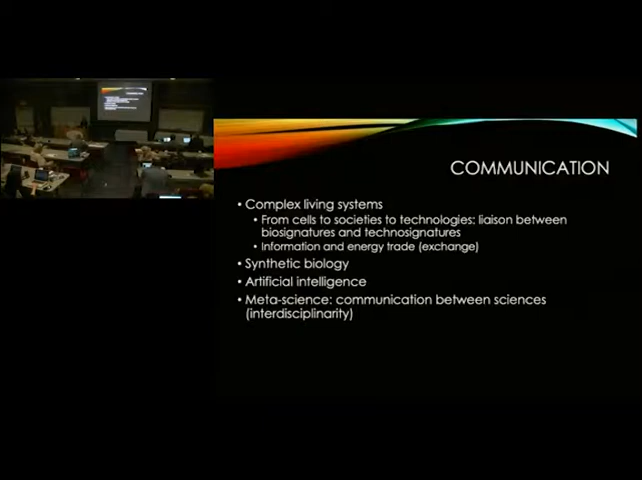 COMMUNICATION
• Complex living systems
• From cells to societies to technologies: liaison between
biosignatures and technosignatures
• Information and energy trade (exchange)
• Synthetic biology
• Artificial intelligence
• Meta-science: communication between sciences
(interdisciplinarity)